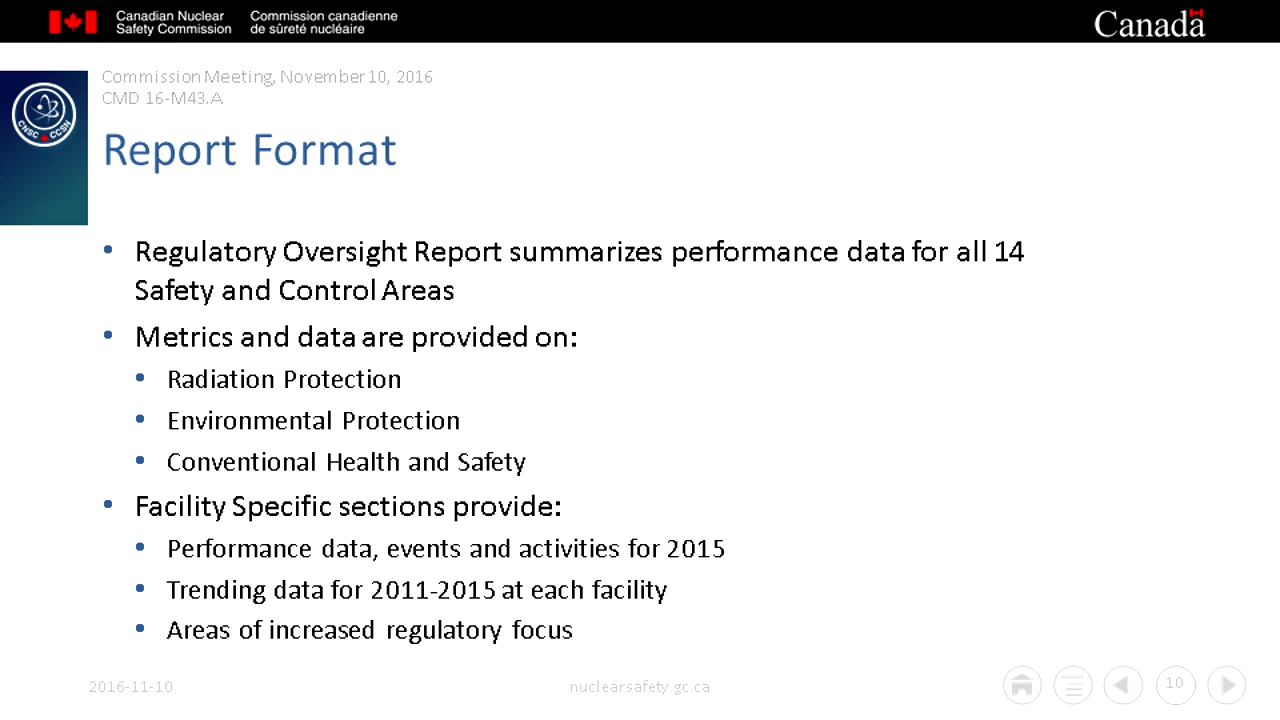 Canadian Nuclear Safety Commission
Commission canadienne de sûreté nucléaire
Canada
Commission Meeting, November 10, 2016
CMD 16-M43.A
CNSC CCSN
Report Format
• Regulatory Oversight Report summarizes performance data for all 14
Safety and Control Areas
• Metrics and data are provided on:
• Radiation Protection
• Environmental Protection
• Conventional Health and Safety
• Facility Specific sections provide:
• Performance data, events and activities for 2015
• Trending data for 2011-2015 at each facility
• Areas of increased regulatory focus
2016-11-10
nuclearsafety.gc.ca
10